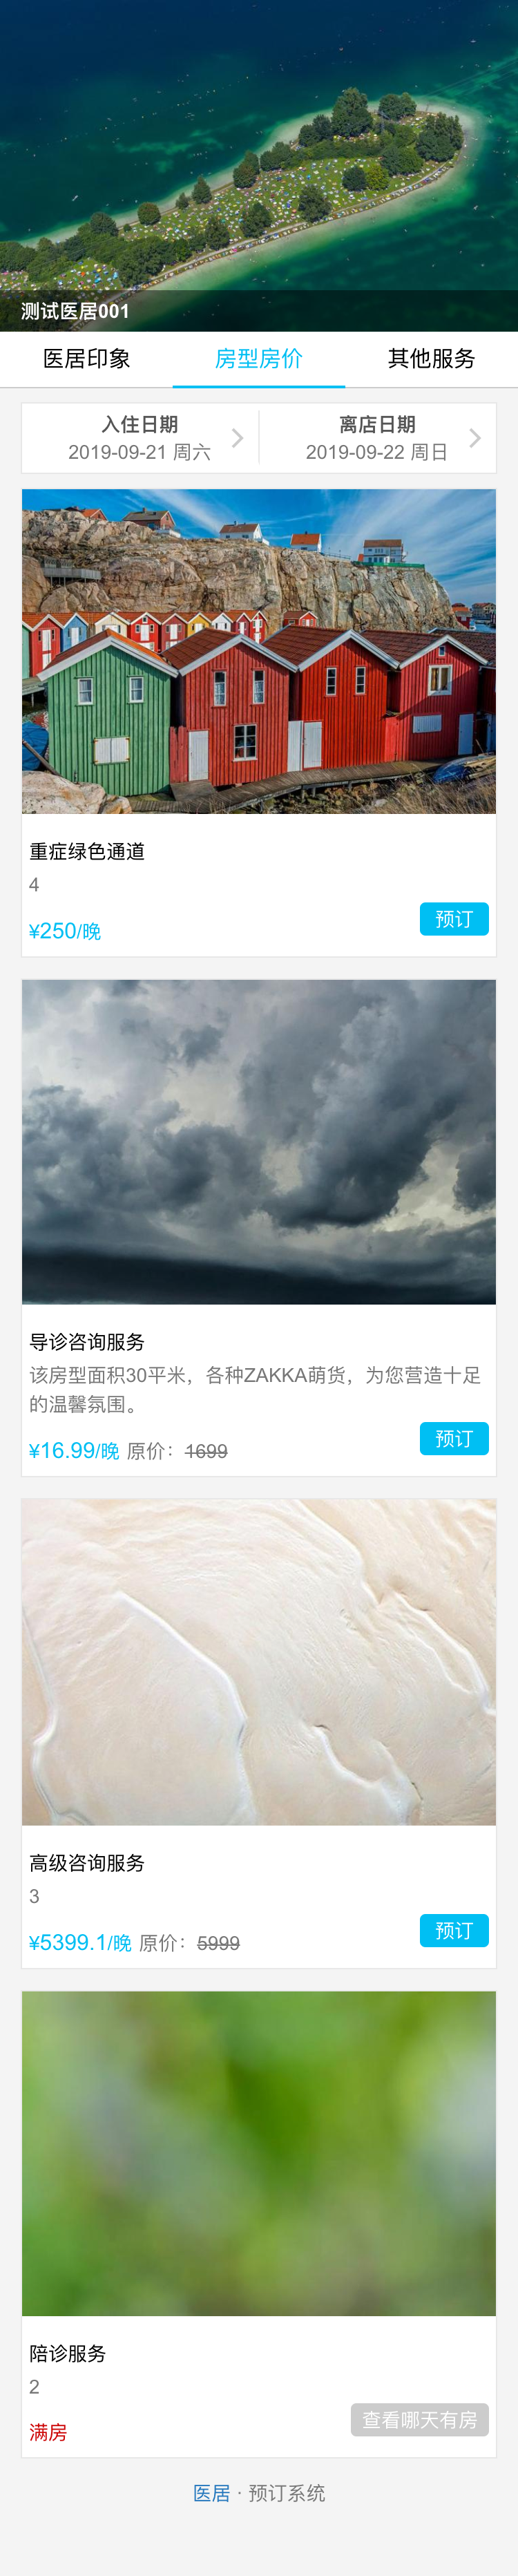 测试医居001
医居印象 房型房价 其他服务
入住日期 离店日期
2019-09-21 周六 2019-09-22 周日
重症绿色通道
4
¥250/晚 预订
导诊咨询服务
该房型面积30平米，各种ZAKKA萌货，为您营造十足
的温馨氛围。
¥16.99/晚 原价：1699 预订
高级咨询服务
3
¥5399.1/晚 原价：5999 预订
陪诊服务
2
满房 查看哪天有房
医居 · 预订系统